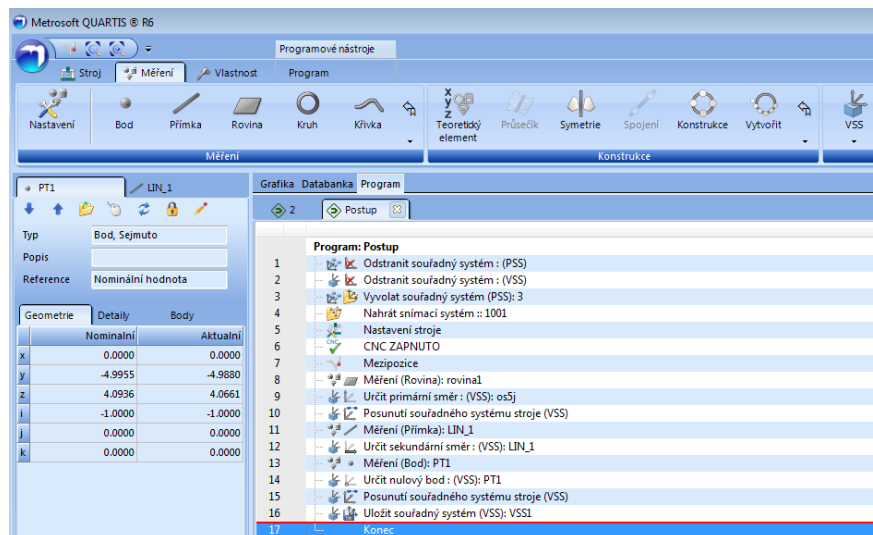 Metrosoft QUARTIS ® R6
Programové nástroje
Stroj Měření Vlastnost Program
Nastavení Bod Přímka Rovina Kruh Křivka
Teoretický element Průsečík Symetrie Spojení Konstrukce Vytvořit VSS
Měření Konstrukce
PT1 LIN_1
Typ Bod, Sejmuto
Popis
Reference Nominální hodnota
Geometrie Detaily Body
Nominalní Aktualní
x 0.0000 0.0000
y -4.9955 -4.9880
z 4.0936 4.0661
i -1.0000 -1.0000
j 0.0000 0.0000
k 0.0000 0.0000
Grafika Databanka Program
2 Postup
Program: Postup
1 Odstranit souřadný systém : (PSS)
2 Odstranit souřadný systém : (VSS)
3 Vyvolat souřadný systém (PSS): 3
4 Nahrát snímací systém :: 1001
5 Nastavení stroje
6 CNC CNC ZAPNUTO
7 Mezipozice
8 Měření (Rovina): rovina1
9 Určit primární směr : (VSS): os5j
10 Posunutí souřadného systému stroje (VSS)
11 Měření (Přímka): LIN_1
12 Určit sekundární směr : (VSS): LIN_1
13 Měření (Bod): PT1
14 Určit nulový bod : (VSS): PT1
15 Posunutí souřadného systému stroje (VSS)
16 Uložit souřadný systém (VSS): VSS1
17 Konec